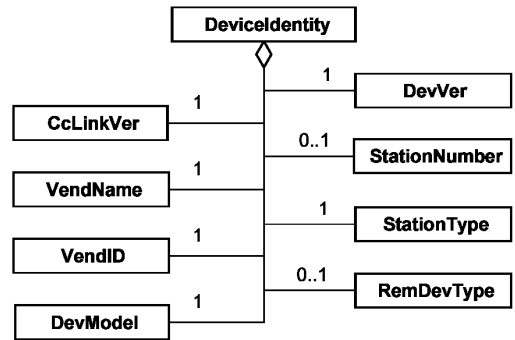 DeviceIdentity
1
DevVer
1
CcLinkVer
0..1
StationNumber
1
VendName
1
StationType
1
VendID
0..1
RemDevType
1
DevModel